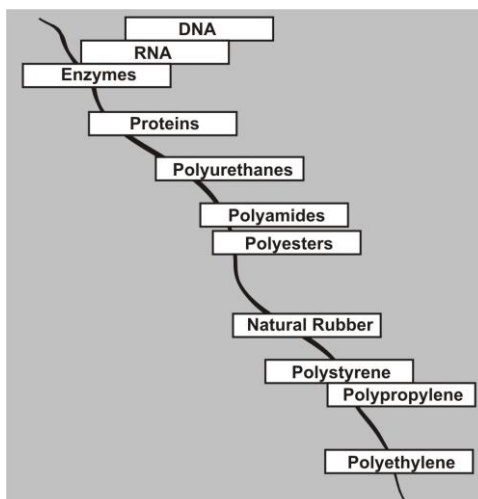 DNA
RNA
Enzymes
Proteins
Polyurethanes
Polyamides
Polyesters
Natural Rubber
Polystyrene
Polypropylene
Polyethylene